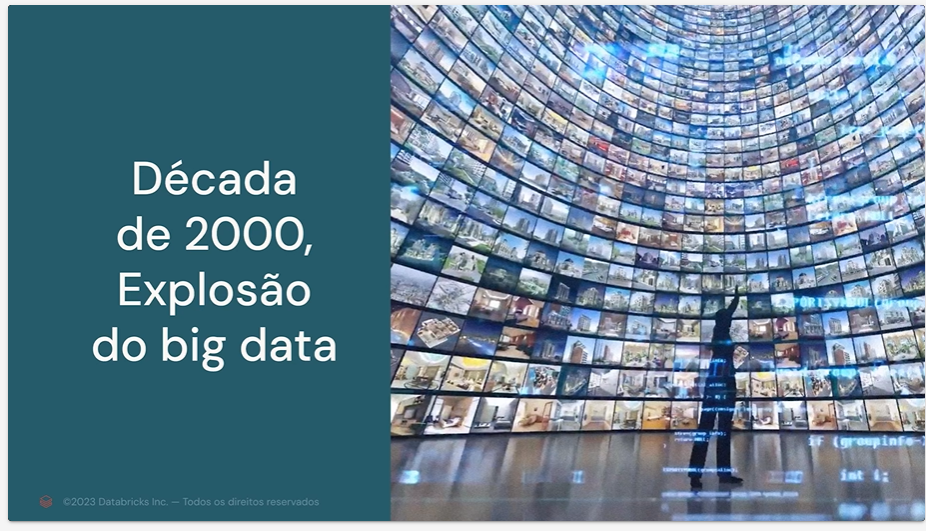 Década
de 2000,
Explosão
do big data
©2023 Databricks Inc. — Todos os direitos reservados
if (groupinfo-
int i;